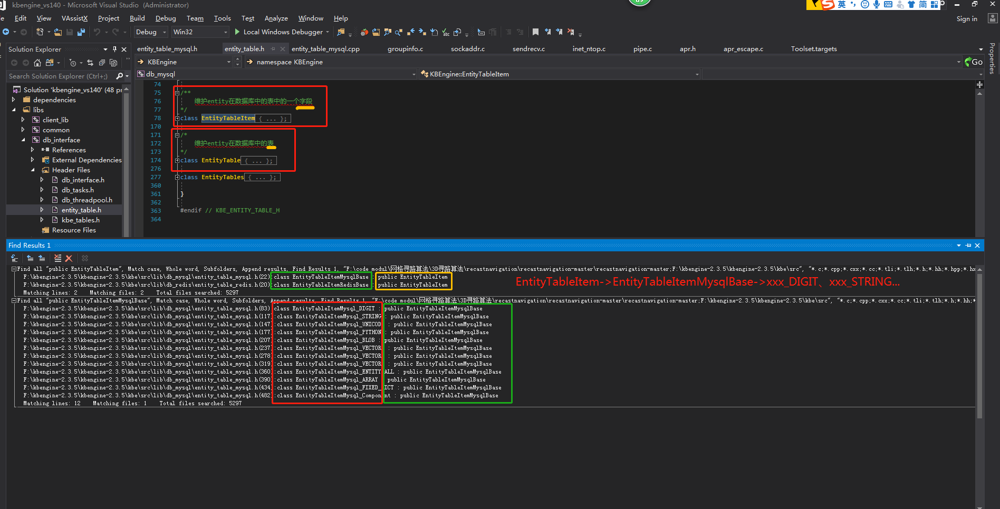 kbengine_vs140 - Microsoft Visual Studio (Administrator)
89
英 简
Edit View VAssistX Project Build Debug Team Tools Test Analyze Window Help
Sign in
Debug Win32 Local Windows Debugger
Solution Explorer
entity_table_mysql.h entity_table.h entity_table_mysql.cpp groupinfo.c sockaddr.c sendrecv.c inet_ntop.c pipe.c apr.h apr_escape.c Toolset.targets
Properties
KBEngine namespace KBEngine Go
Search Solution Explorer (Ctrl+;)
db_mysql KBEngine::EntityTableItem
Solution 'kbengine_vs140' (48 pr
dependencies
libs
client_lib
common
db_interface
References
External Dependencies
Header Files
db_interface.h
db_tasks.h
db_threadpool.h
entity_table.h
kbe_tables.h
Resource Files
74
75 /**
76 维护entity在数据库中的表中的一个字段
77 */
78 class EntityTableItem { ... };
170
171 /*
172 维护entity在数据库中的表
173 */
174 class EntityTable { ... };
276
277 class EntityTables { ... };
360
361 }
362
363 #endif // KBE_ENTITY_TABLE_H
364
Find Results 1
Find all "public EntityTableItem", Match case, Whole word, Subfolders, Append results, Find Results 1, "F:\code modul\网格寻路算法\3D寻路算法\recastnavigation-master\recastnavigation-master;F:\kbengine-2.3.5\kbengine-2.3.5\kbe\src", "*.c;*.cpp;*.cxx;*.cc;*.tli;*.tlh;*.h;*.hh;*.hpp;*.hx
F:\kbengine-2.3.5\kbengine-2.3.5\kbe\src\lib\db_mysql\entity_table_mysql.h(22):class EntityTableItemMysqlBase : public EntityTableItem
F:\kbengine-2.3.5\kbengine-2.3.5\kbe\src\lib\db_redis\entity_table_redis.h(20):class EntityTableItemRedisBase : public EntityTableItem
EntityTableItem->EntityTableItemMysqlBase->xxx_DIGIT、xxx_STRING...
Matching lines: 2 Matching files: 2 Total files searched: 5297
Find all "public EntityTableItemMysqlBase", Match case, Whole word, Subfolders, Append results, Find Results 1, "F:\code modul\网格寻路算法\3D寻路算法\recastnavigation-master\recastnavigation-master;F:\kbengine-2.3.5\kbengine-2.3.5\kbe\src", "*.c;*.cpp;*.cxx;*.cc;*.tli;*.tlh;*.h;*.hh;*
F:\kbengine-2.3.5\kbengine-2.3.5\kbe\src\lib\db_mysql\entity_table_mysql.h(83):class EntityTableItemMysql_DIGIT : public EntityTableItemMysqlBase
F:\kbengine-2.3.5\kbengine-2.3.5\kbe\src\lib\db_mysql\entity_table_mysql.h(117):class EntityTableItemMysql_STRING : public EntityTableItemMysqlBase
F:\kbengine-2.3.5\kbengine-2.3.5\kbe\src\lib\db_mysql\entity_table_mysql.h(147):class EntityTableItemMysql_UNICOD : public EntityTableItemMysqlBase
F:\kbengine-2.3.5\kbengine-2.3.5\kbe\src\lib\db_mysql\entity_table_mysql.h(177):class EntityTableItemMysql_PYTHON : public EntityTableItemMysqlBase
F:\kbengine-2.3.5\kbengine-2.3.5\kbe\src\lib\db_mysql\entity_table_mysql.h(207):class EntityTableItemMysql_BLOB : public EntityTableItemMysqlBase
F:\kbengine-2.3.5\kbengine-2.3.5\kbe\src\lib\db_mysql\entity_table_mysql.h(237):class EntityTableItemMysql_VECTOR : public EntityTableItemMysqlBase
F:\kbengine-2.3.5\kbengine-2.3.5\kbe\src\lib\db_mysql\entity_table_mysql.h(278):class EntityTableItemMysql_VECTOR : public EntityTableItemMysqlBase
F:\kbengine-2.3.5\kbengine-2.3.5\kbe\src\lib\db_mysql\entity_table_mysql.h(319):class EntityTableItemMysql_VECTOR : public EntityTableItemMysqlBase
F:\kbengine-2.3.5\kbengine-2.3.5\kbe\src\lib\db_mysql\entity_table_mysql.h(360):class EntityTableItemMysql_ENTITY ALL : public EntityTableItemMysqlBase
F:\kbengine-2.3.5\kbengine-2.3.5\kbe\src\lib\db_mysql\entity_table_mysql.h(390):class EntityTableItemMysql_ARRAY : public EntityTableItemMysqlBase
F:\kbengine-2.3.5\kbengine-2.3.5\kbe\src\lib\db_mysql\entity_table_mysql.h(434):class EntityTableItemMysql_FIXED_ICT : public EntityTableItemMysqlBase
F:\kbengine-2.3.5\kbengine-2.3.5\kbe\src\lib\db_mysql\entity_table_mysql.h(482):class EntityTableItemMysql_Component : public EntityTableItemMysqlBase
Matching lines: 12 Matching files: 1 Total files searched: 5297